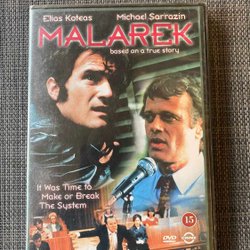 Elias Koteas Michael Sarrazin
MALAREK
based on a true story
It Was Time to
Make or Break
The System
DVD
15